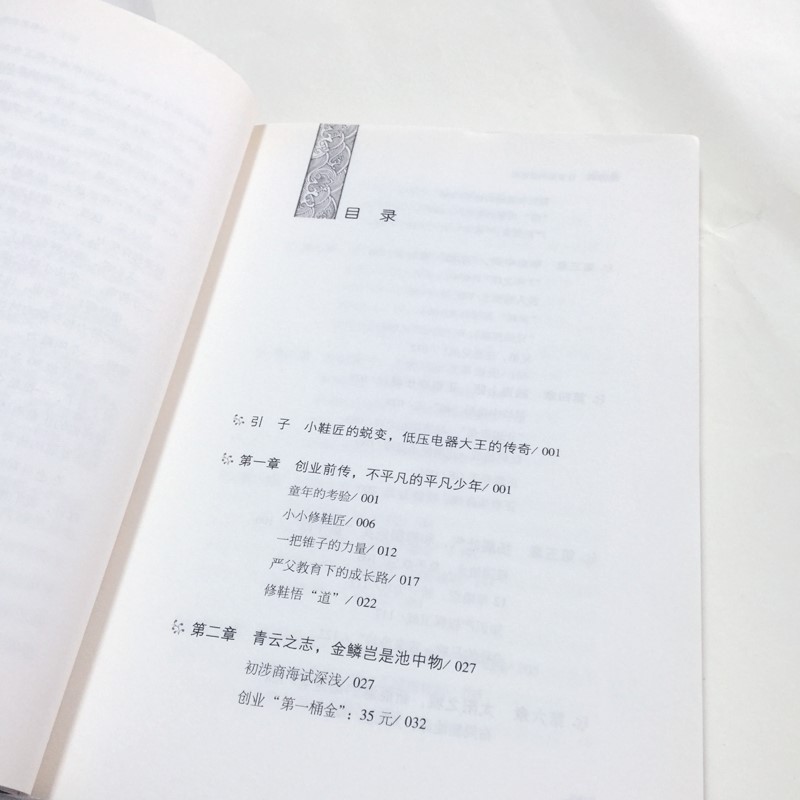 目 录
引 子 小鞋匠的蜕变，低压电器大王的传奇/ 001
第一章 创业前传，不平凡的平凡少年/ 001
童年的考验/ 001
小小修鞋匠/ 006
一把锥子的力量/ 012
严父教育下的成长路/ 017
修鞋悟“道”/ 022
第二章 青云之志，金鳞岂是池中物/ 027
初涉商海试深浅/ 027
创业“第一桶金”：35 元/ 032